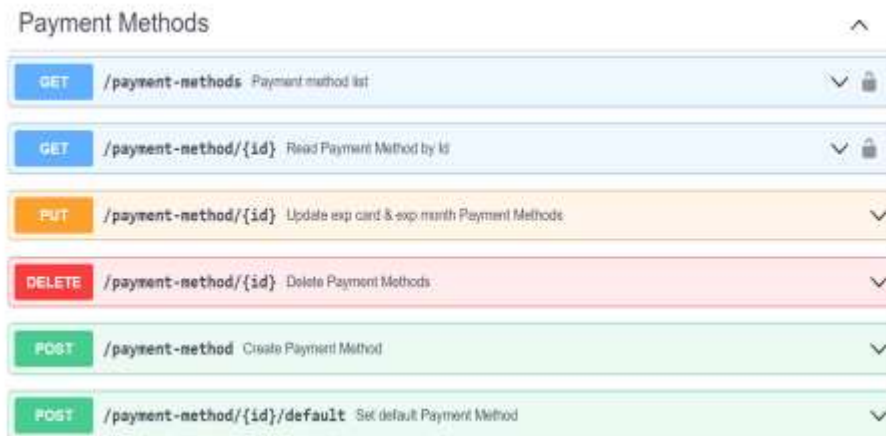 Payment Methods
GET /payment-methods Payment method list
GET /payment-method/{id} Read Payment Method by Id
PUT /payment-method/{id} Update exp card & exp month Payment Methods
DELETE /payment-method/{id} Delete Payment Methods
POST /payment-method Create Payment Method
POST /payment-method/{id}/default Set default Payment Method